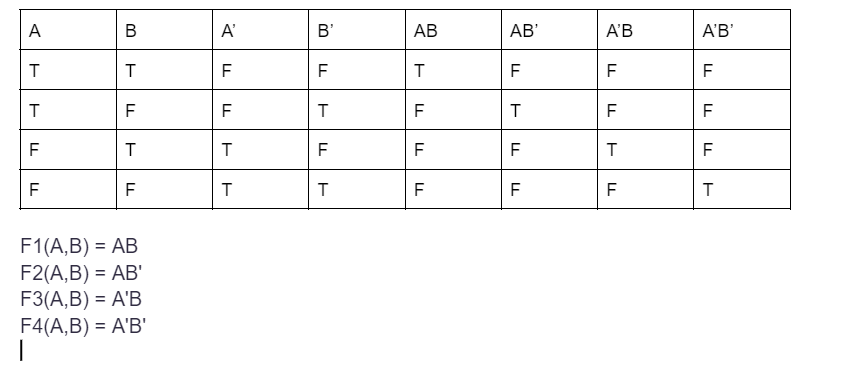 A B A’ B’ AB AB’ A’B A’B’
T T F F T F F F
T F F T F T F F
F T T F F F T F
F F T T F F F T
F1(A,B) = AB
F2(A,B) = AB'
F3(A,B) = A'B
F4(A,B) = A'B'